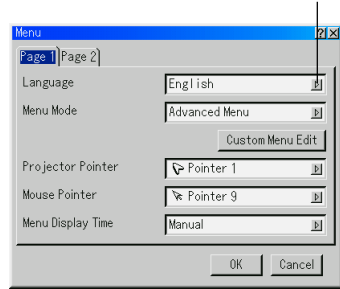 Menu
Page 1 Page 2
Language English
Menu Mode Advanced Menu
Custom Menu Edit
Projector Pointer Pointer 1
Mouse Pointer Pointer 9
Menu Display Time Manual
OK Cancel